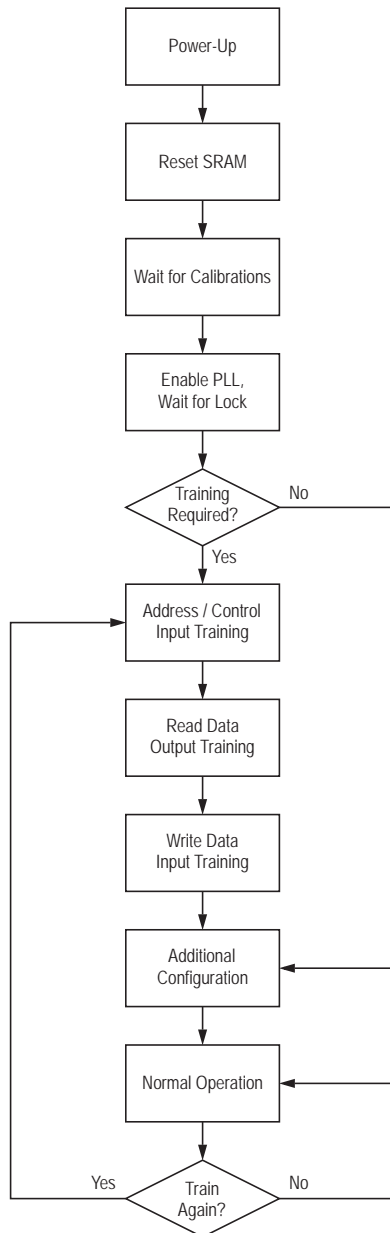 Power-Up
Reset SRAM
Wait for Calibrations
Enable PLL,
Wait for Lock
Training
Required?
No
Yes
Address / Control
Input Training
Read Data
Output Training
Write Data
Input Training
Additional
Configuration
Normal Operation
Yes
Train
Again?
No